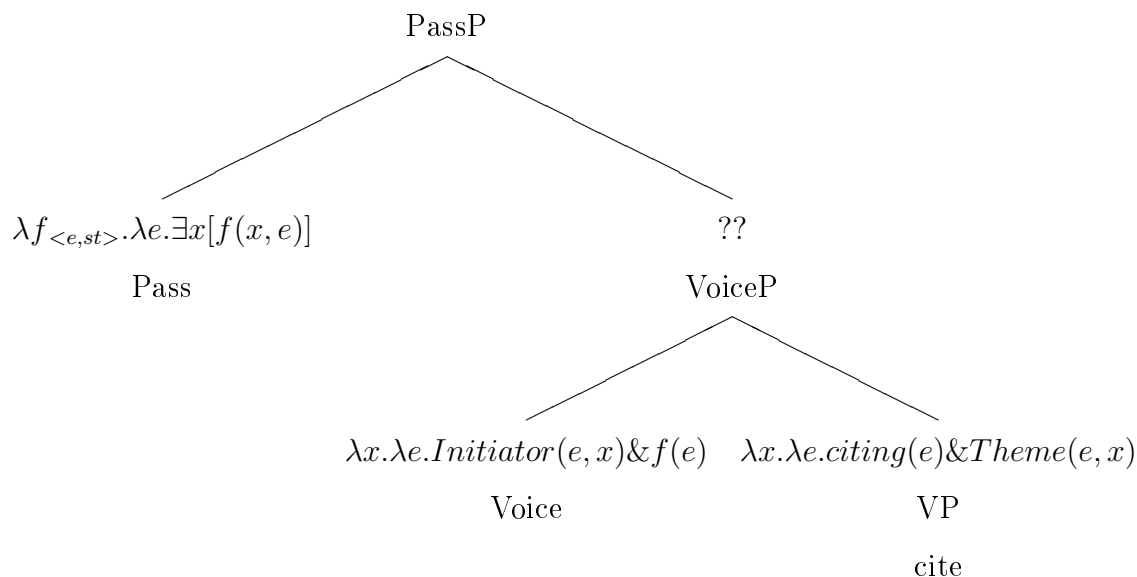 PassP
λf<e,st>.λe.∃x[f(x, e)]
Pass
??
VoiceP
λx.λe.Initiator(e, x)&f(e)
Voice
λx.λe.citing(e)&Theme(e, x)
VP
cite